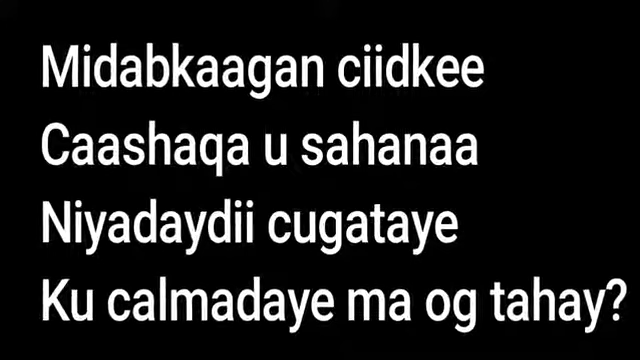 Midabkaagan ciidkee
Caashaqa u sahanaa
Niyadaydii cugataye
Ku calmadaye ma og tahay?